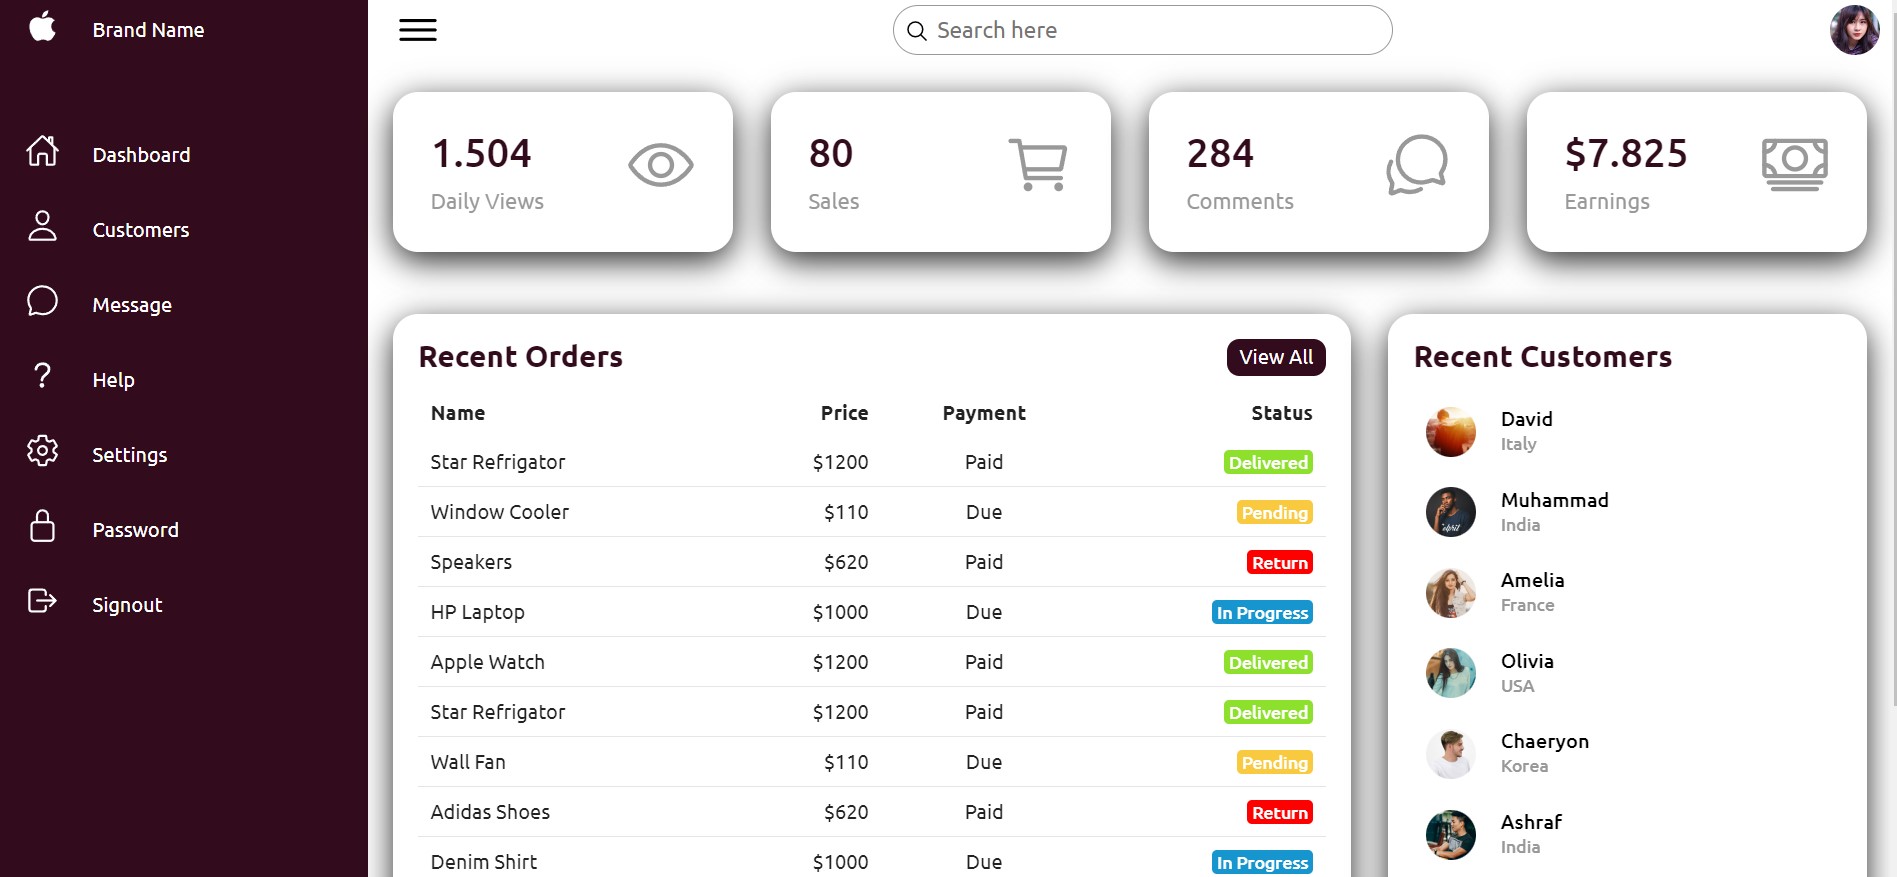 Brand Name
Search here
Dashboard
Customers
Message
Help
Settings
Password
Signout
1.504
Daily Views
80
Sales
284
Comments
$7.825
Earnings
Recent Orders
View All
Name Price Payment Status
Star Refrigator $1200 Paid Delivered
Window Cooler $110 Due Pending
Speakers $620 Paid Return
HP Laptop $1000 Due In Progress
Apple Watch $1200 Paid Delivered
Star Refrigator $1200 Paid Delivered
Wall Fan $110 Due Pending
Adidas Shoes $620 Paid Return
Denim Shirt $1000 Due In Progress
Recent Customers
David
Italy
Muhammad
India
Amelia
France
Olivia
USA
Chaeryon
Korea
Ashraf
India